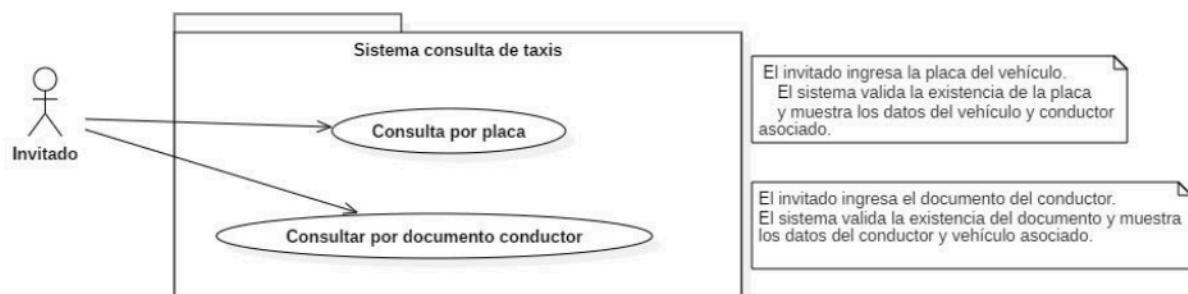 Sistema consulta de taxis
Invitado
Consulta por placa
Consultar por documento conductor
El invitado ingresa la placa del vehículo.
El sistema valida la existencia de la placa
y muestra los datos del vehículo y conductor
asociado.
El invitado ingresa el documento del conductor.
El sistema valida la existencia del documento y muestra
los datos del conductor y vehículo asociado.